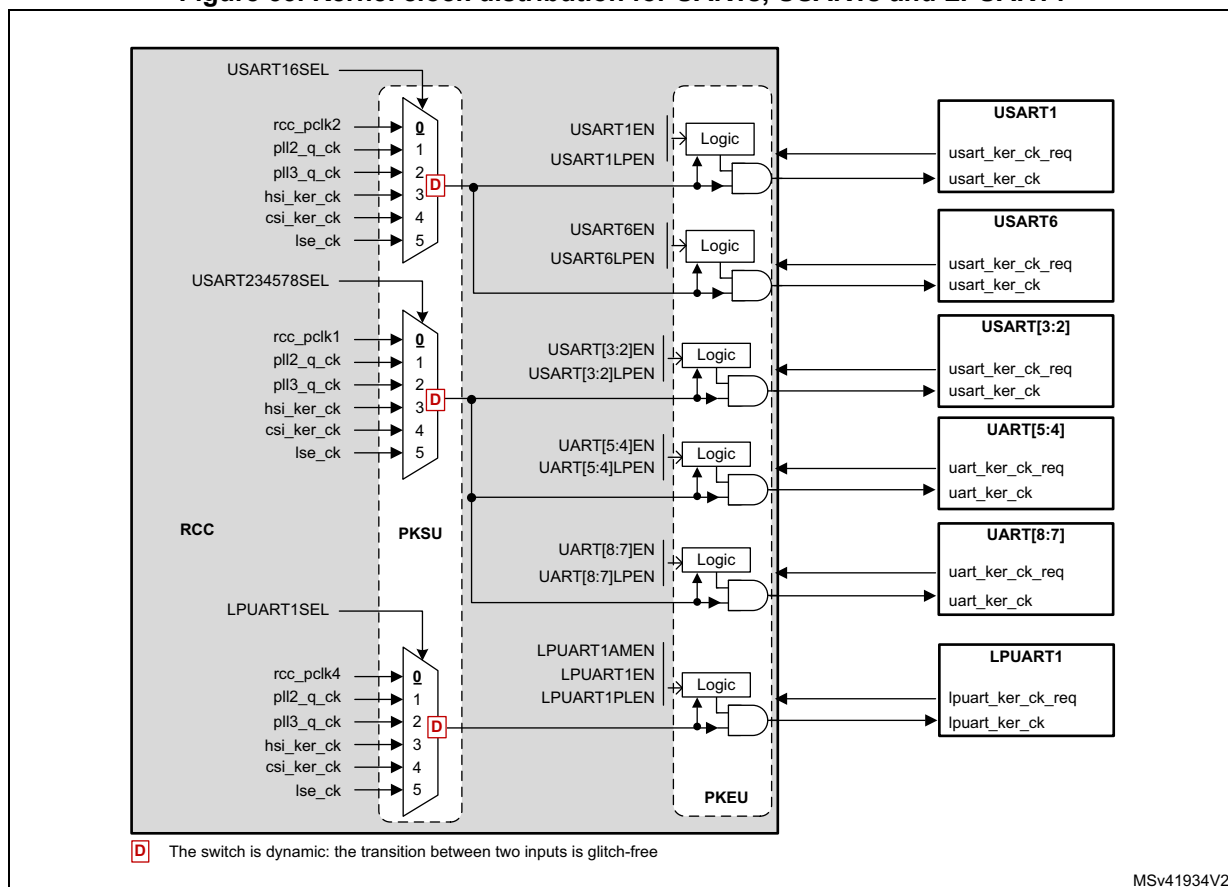 Figure Kernel clock distribution for UARTs, USARTs and LPUART1
USART16SEL
rcc_pclk2
pll2_q_ck
pll3_q_ck
hsi_ker_ck
csi_ker_ck
lse_ck
0
1
2
3
4
5
D
USART1EN
USART1LPEN
Logic
USART1
usart_ker_ck_req
usart_ker_ck
USART6EN
USART6LPEN
Logic
USART6
usart_ker_ck_req
usart_ker_ck
USART234578SEL
rcc_pclk1
pll2_q_ck
pll3_q_ck
hsi_ker_ck
csi_ker_ck
lse_ck
0
1
2
3
4
5
D
USART[3:2]EN
USART[3:2]LPEN
Logic
USART[3:2]
usart_ker_ck_req
usart_ker_ck
UART[5:4]EN
UART[5:4]LPEN
Logic
UART[5:4]
uart_ker_ck_req
uart_ker_ck
RCC
PKSU
UART[8:7]EN
UART[8:7]LPEN
Logic
UART[8:7]
uart_ker_ck_req
uart_ker_ck
LPUART1SEL
rcc_pclk4
pll2_q_ck
pll3_q_ck
hsi_ker_ck
csi_ker_ck
lse_ck
0
1
2
3
4
5
D
LPUART1AMEN
LPUART1EN
LPUART1PLEN
Logic
LPUART1
lpuart_ker_ck_req
lpuart_ker_ck
PKEU
D The switch is dynamic: the transition between two inputs is glitch-free
MSv41934V2